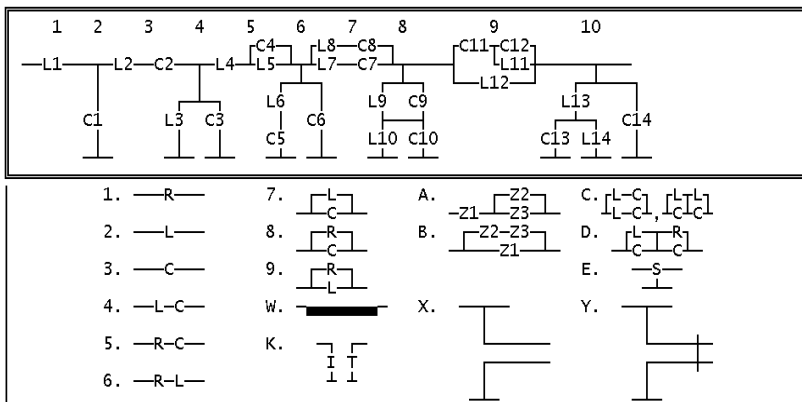 1 2 3 4 5 6 7 8 9 10
C4 L8 C8 C11 C12
L1 L2 C2 L4 L5 L7 C7 L11
L12
L6 L9 C9 L13
C1 L3 C3 C6 C14
C5 L10 C10 C13 L14
1. R 7. L C A. Z1 Z2 Z3 C. L C L C , L L C C
2. L 8. R C B. Z2 Z3 Z1 D. L R C C
3. C 9. R L E. S
4. L C W. X. Y.
5. R C K. I T
6. R L